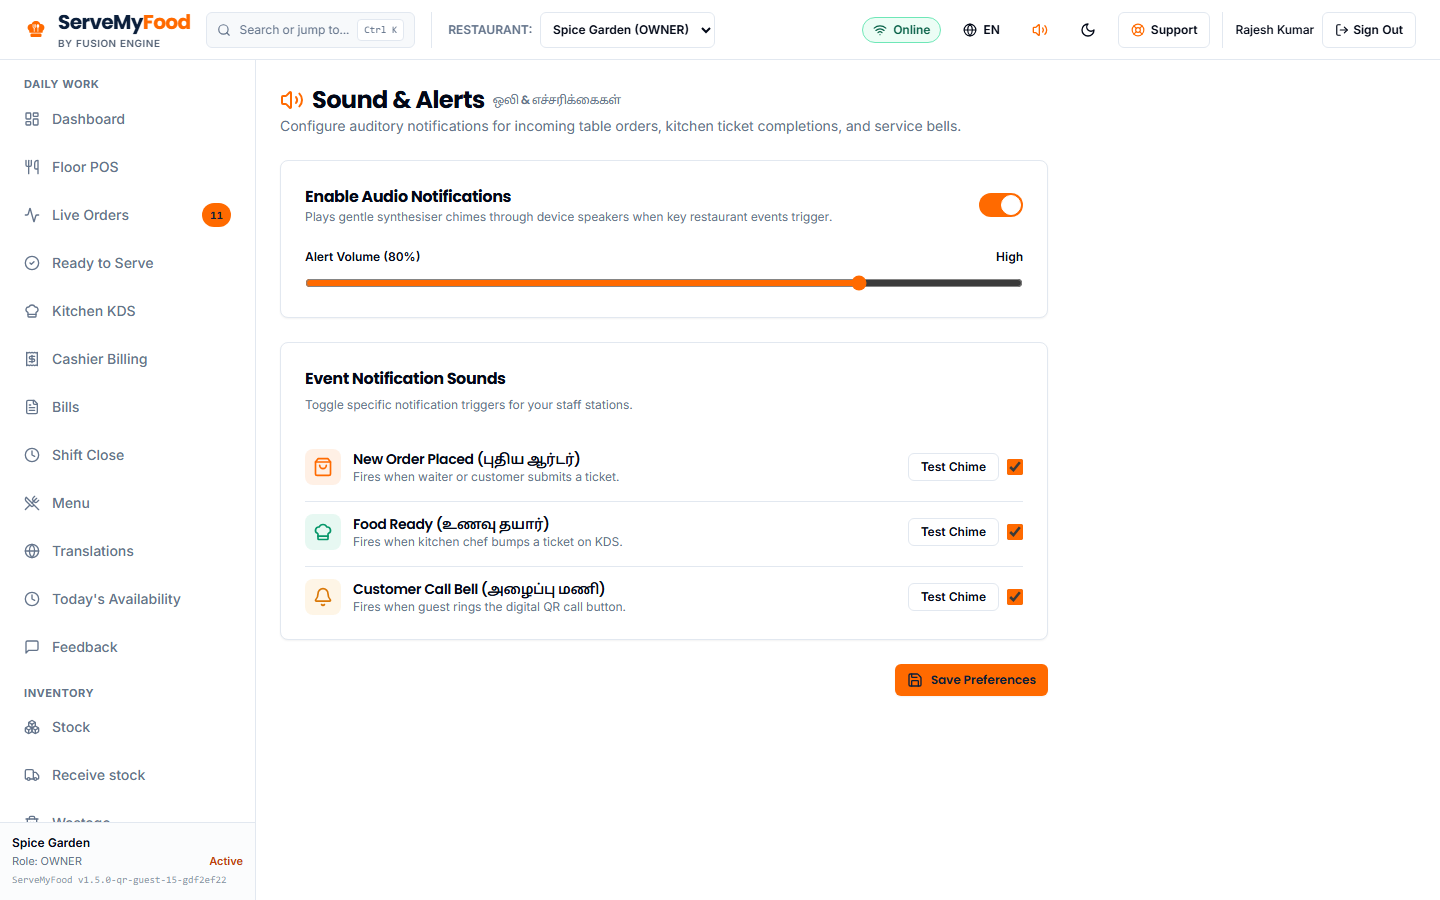 ServeMyFood
BY FUSION ENGINE
Search or jump to... Ctrl K
RESTAURANT: Spice Garden (OWNER)
Online
EN
Support
Rajesh Kumar
Sign Out
DAILY WORK
Dashboard
Floor POS
Live Orders 11
Ready to Serve
Kitchen KDS
Cashier Billing
Bills
Shift Close
Menu
Translations
Today's Availability
Feedback
INVENTORY
Stock
Receive stock
Wastage
Spice Garden
Role: OWNER Active
ServeMyFood v1.5.0-qr-guest-15-gdf2ef22
Sound & Alerts ஒலி & எச்சரிக்கைகள்
Configure auditory notifications for incoming table orders, kitchen ticket completions, and service bells.
Enable Audio Notifications
Plays gentle synthesiser chimes through device speakers when key restaurant events trigger.
Alert Volume (80%) High
Event Notification Sounds
Toggle specific notification triggers for your staff stations.
New Order Placed (புதிய ஆர்டர்)
Fires when waiter or customer submits a ticket.
Test Chime
Food Ready (உணவு தயார்)
Fires when kitchen chef bumps a ticket on KDS.
Test Chime
Customer Call Bell (அழைப்பு மணி)
Fires when guest rings the digital QR call button.
Test Chime
Save Preferences